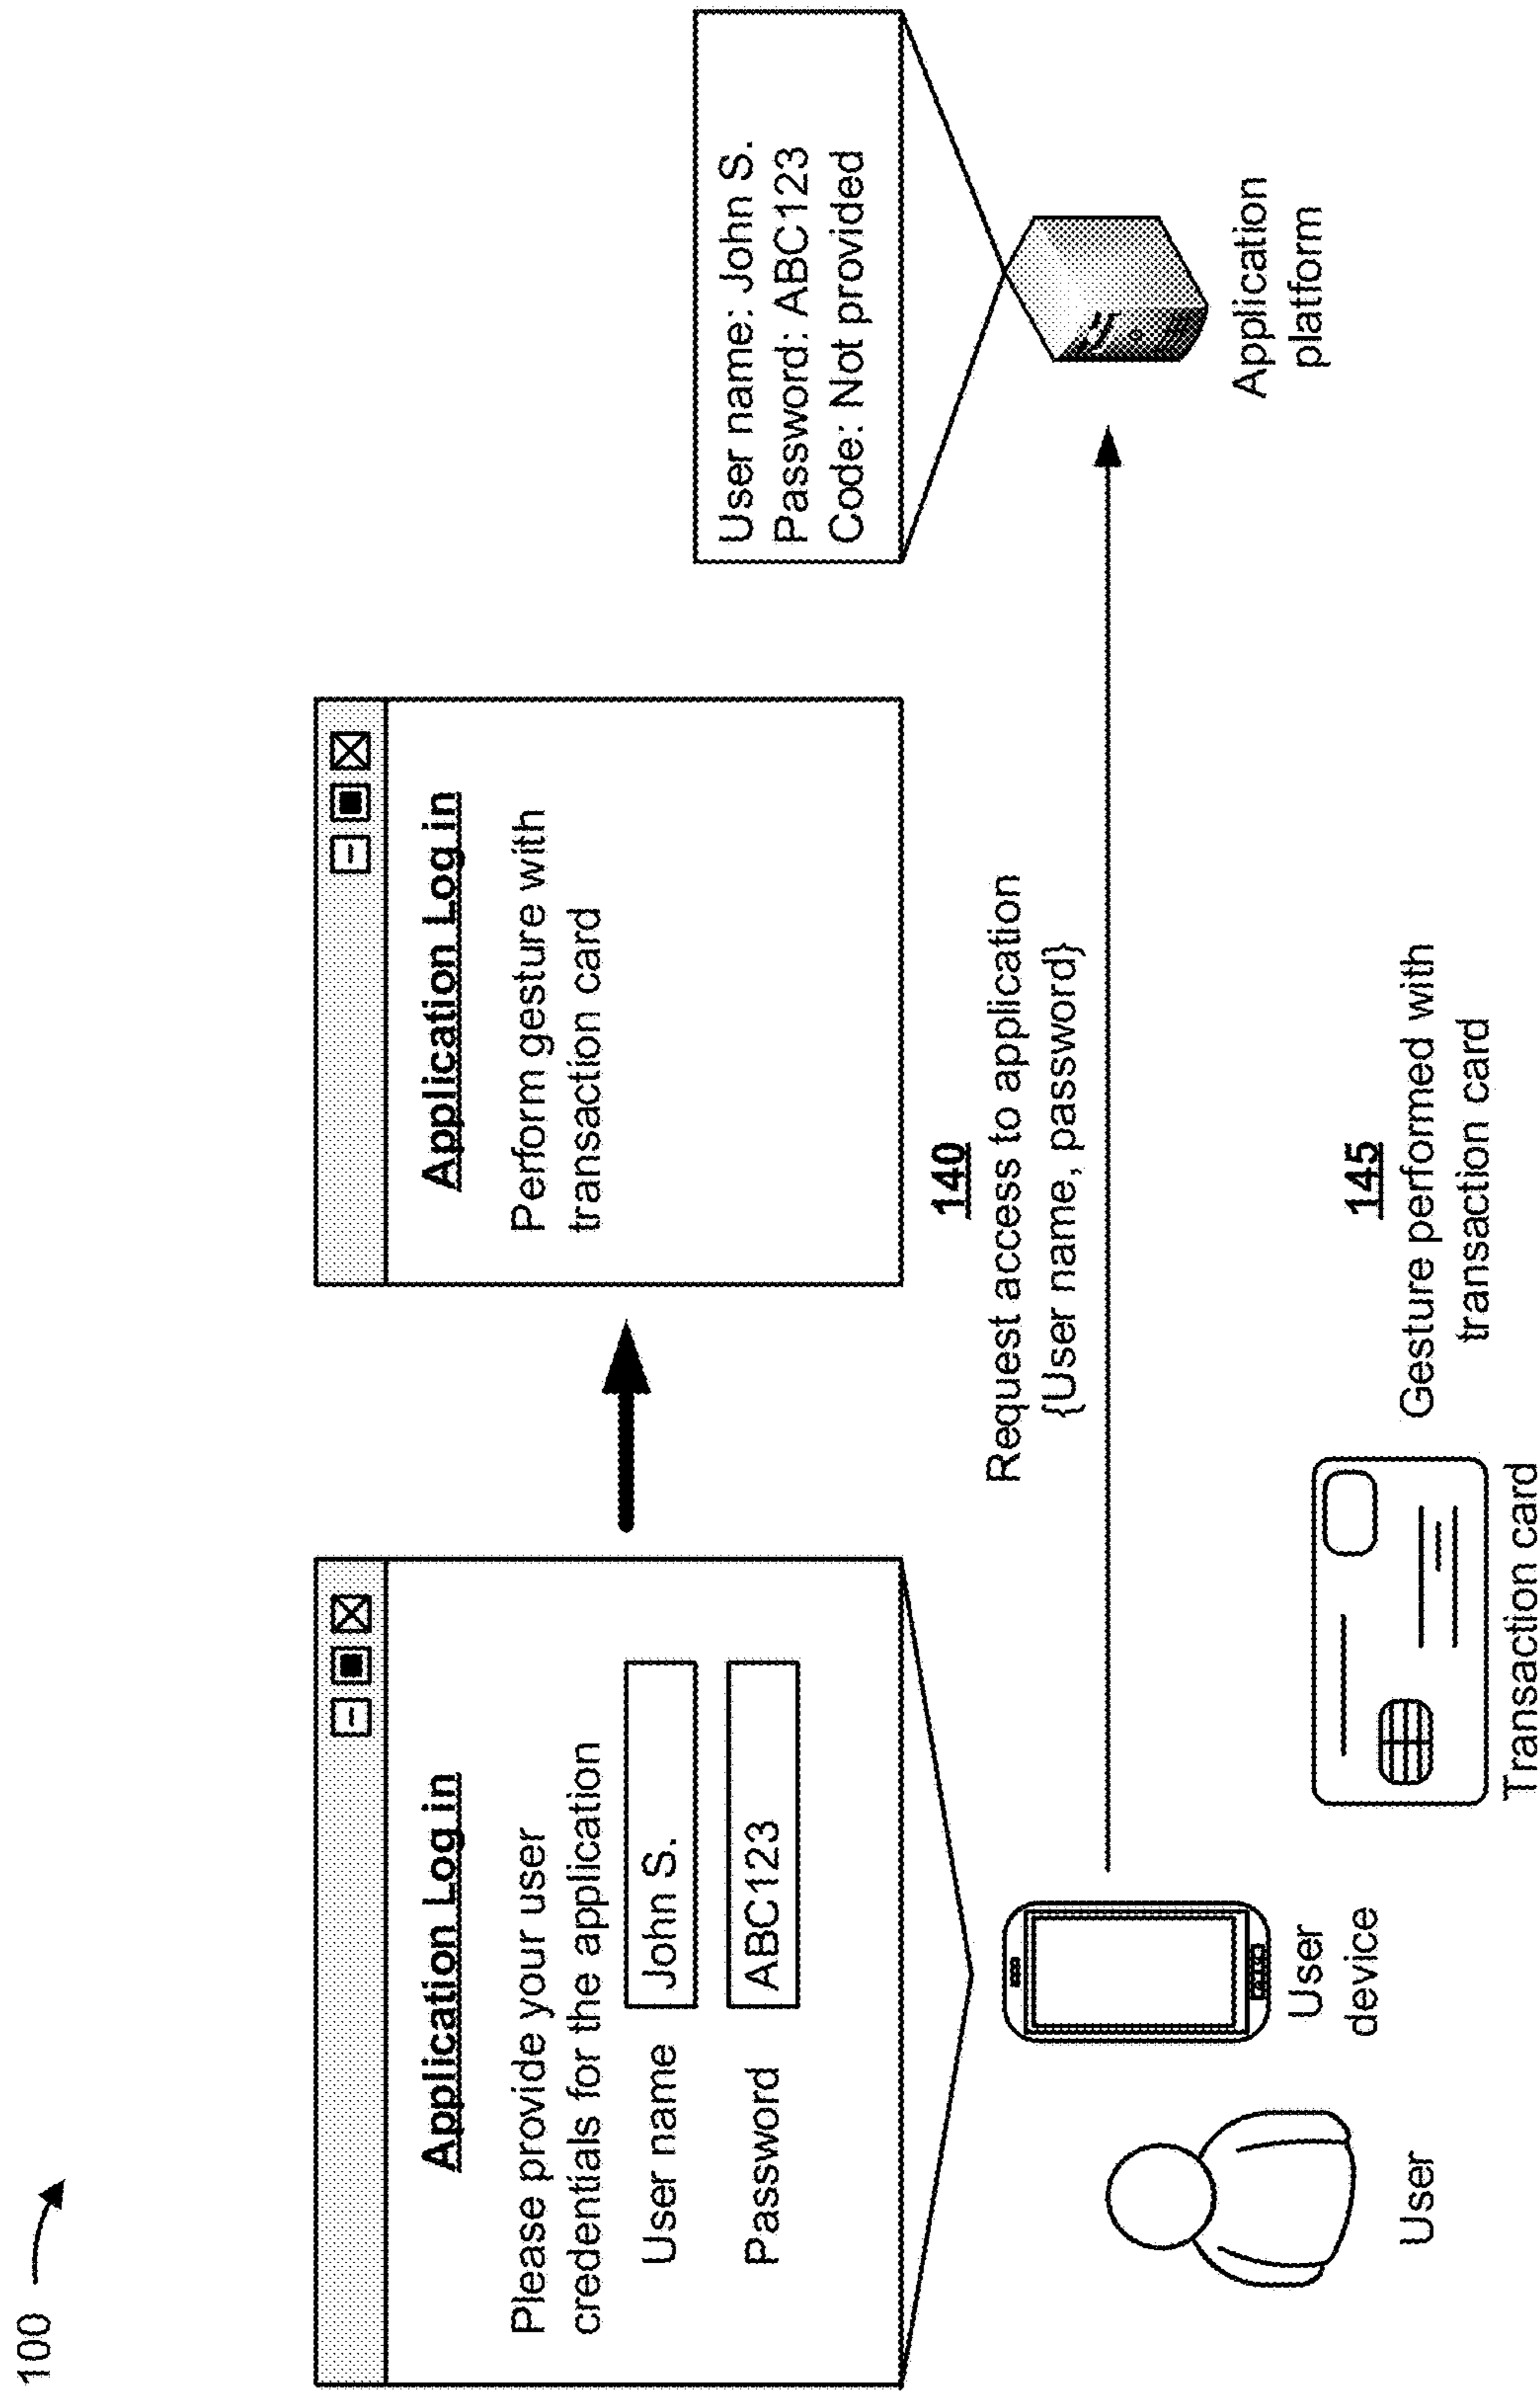 100
Application Log in
Please provide your user
credentials for the application
User name
John S.
Password
ABC123
Application Log in
Perform gesture with
transaction card
User name: John S.
Password: ABC123
Code: Not provided
140
Request access to application
{User name, password}
User
User
device
Application
platform
145
Gesture performed with
transaction card
Transaction card